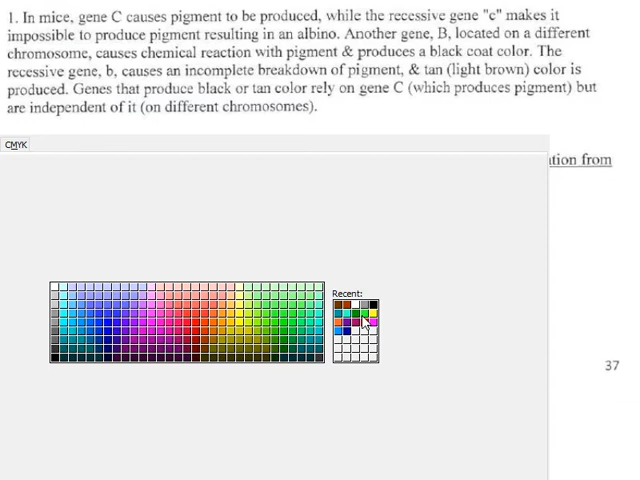 1. In mice, gene C causes pigment to be produced, while the recessive gene "c" makes it
impossible to produce pigment resulting in an albino. Another gene, B, located on a different
chromosome, causes chemical reaction with pigment & produces a black coat color. The
recessive gene, b, causes an incomplete breakdown of pigment, & tan (light brown) color is
produced. Genes that produce black or tan color rely on gene C (which produces pigment) but
are independent of it (on different chromosomes).
CMYK
from
Recent:
37